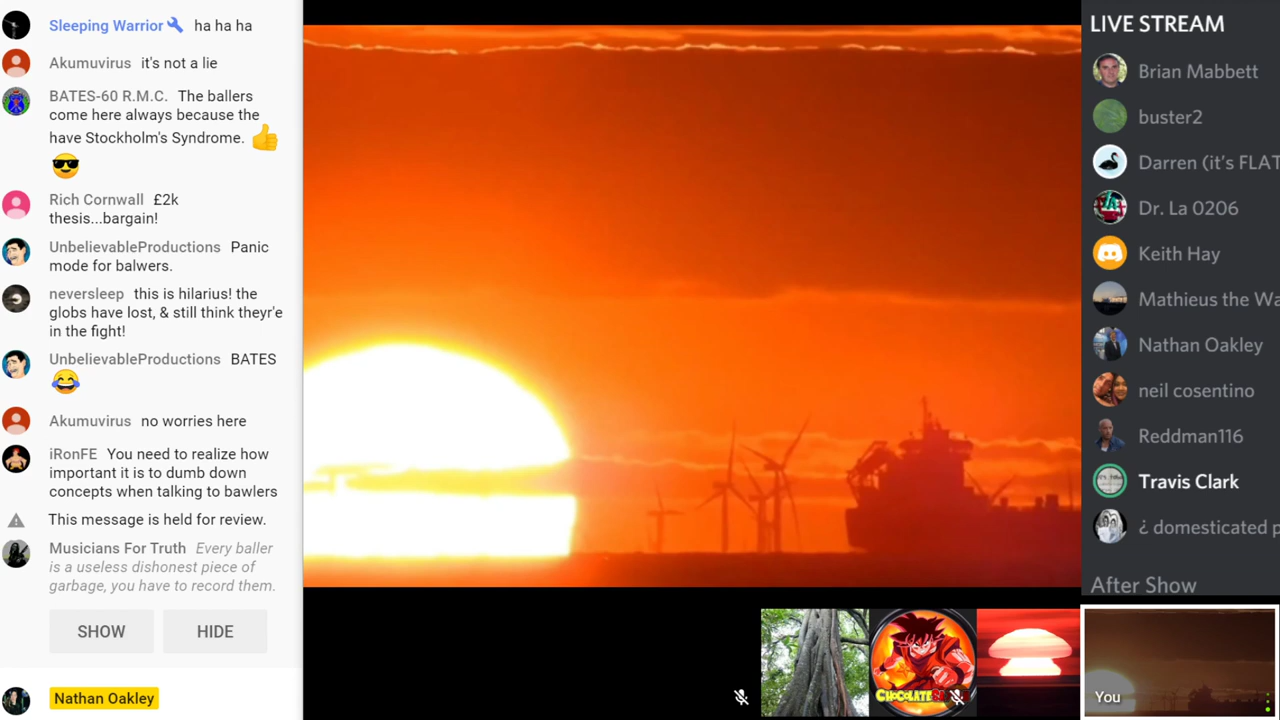 Sleeping Warrior ha ha ha
Akumuvirus it's not a lie
BATES-60 R.M.C. The ballers
come here always because the
have Stockholm's Syndrome. 👍
😎
Rich Cornwall £2k
thesis...bargain!
UnbelievableProductions Panic
mode for balwers.
neversleep this is hilarius! the
globs have lost, & still think theyr'e
in the fight!
UnbelievableProductions BATES
😂
Akumuvirus no worries here
iRonFE You need to realize how
important it is to dumb down
concepts when talking to bawlers
This message is held for review.
Musicians For Truth Every baller
is a useless dishonest piece of
garbage, you have to record them.
SHOW HIDE
Nathan Oakley
CHOCOLATE
You
LIVE STREAM
Brian Mabbett
buster2
Darren (it's FLAT
Dr. La 0206
Keith Hay
Mathieus the Wa
Nathan Oakley
neil cosentino
Reddman116
Travis Clark
¿ domesticated p
After Show